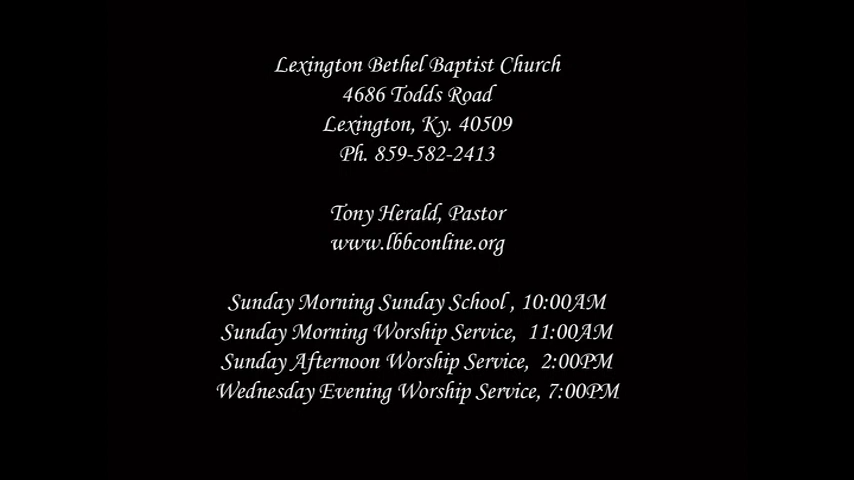 Lexington Bethel Baptist Church
4686 Todds Road
Lexington, Ky. 40509
Ph. 859-582-2413
Tony Herald, Pastor
www.lbbconline.org
Sunday Morning Sunday School , 10:00AM
Sunday Morning Worship Service, 11:00AM
Sunday Afternoon Worship Service, 2:00PM
Wednesday Evening Worship Service, 7:00PM